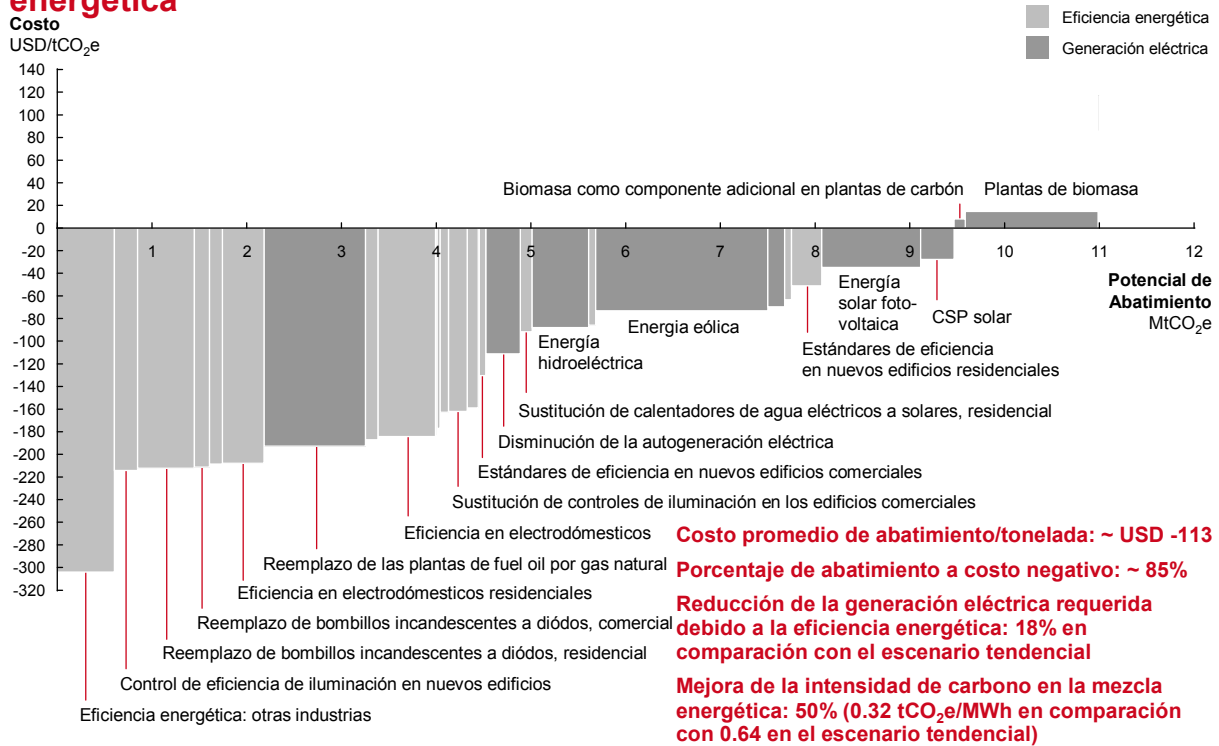 energética
Costo
USD/tCO2e
Eficiencia energética
Generación eléctrica
140
120
100
80
60
40
20
0
-20
-40
-60
-80
-100
-120
-140
-160
-180
-200
-220
-240
-260
-280
-300
-320
1
2
3
4
5
6
7
8
9
10
11
12
Potencial de
Abatimiento
MtCO2e
Biomasa como componente adicional en plantas de carbón
Plantas de biomasa
Energía
solar foto-
voltaica
CSP solar
Energia eólica
Energía
hidroeléctrica
Estándares de eficiencia
en nuevos edificios residenciales
Sustitución de calentadores de agua eléctricos a solares, residencial
Disminución de la autogeneración eléctrica
Estándares de eficiencia en nuevos edificios comerciales
Sustitución de controles de iluminación en los edificios comerciales
Eficiencia en electrodómesticos
Reemplazo de las plantas de fuel oil por gas natural
Eficiencia en electrodómesticos residenciales
Reemplazo de bombillos incandescentes a diódos, comercial
Reemplazo de bombillos incandescentes a diódos, residencial
Control de eficiencia de iluminación en nuevos edificios
Eficiencia energética: otras industrias
Costo promedio de abatimiento/tonelada: ~ USD -113
Porcentaje de abatimiento a costo negativo: ~ 85%
Reducción de la generación eléctrica requerida
debido a la eficiencia energética: 18% en
comparación con el escenario tendencial
Mejora de la intensidad de carbono en la mezcla
energética: 50% (0.32 tCO2e/MWh en comparación
con 0.64 en el escenario tendencial)